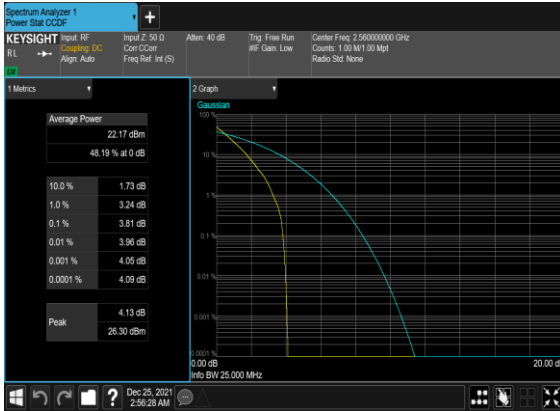 Spectrum Analyzer 1
Power Stat CCDF
+
KEYSIGHT Input: RF Input Z: 50 Ω Atten: 40 dB Trig: Free Run Center Freq: 2.560000000 GHz
RL Coupling: DC Corr CCorr #IF Gain: Low Counts: 1.00 M/1.00 Mpt
Align: Auto Freq Ref: Int (S) Radio Std: None
1 Metrics
Average Power
22.17 dBm
48.19 % at 0 dB
10.0 % 1.73 dB
1.0 % 3.24 dB
0.1 % 3.81 dB
0.01 % 3.96 dB
0.001 % 4.05 dB
0.0001 % 4.09 dB
Peak 4.13 dB
26.30 dBm
2 Graph
Gaussian
100 %
10 %
1 %
0.1 %
0.01 %
0.001 %
0.0001 %
0.00 dB 20.00 d
Info BW 25.000 MHz
? Dec 25, 2021
2:56:28 AM